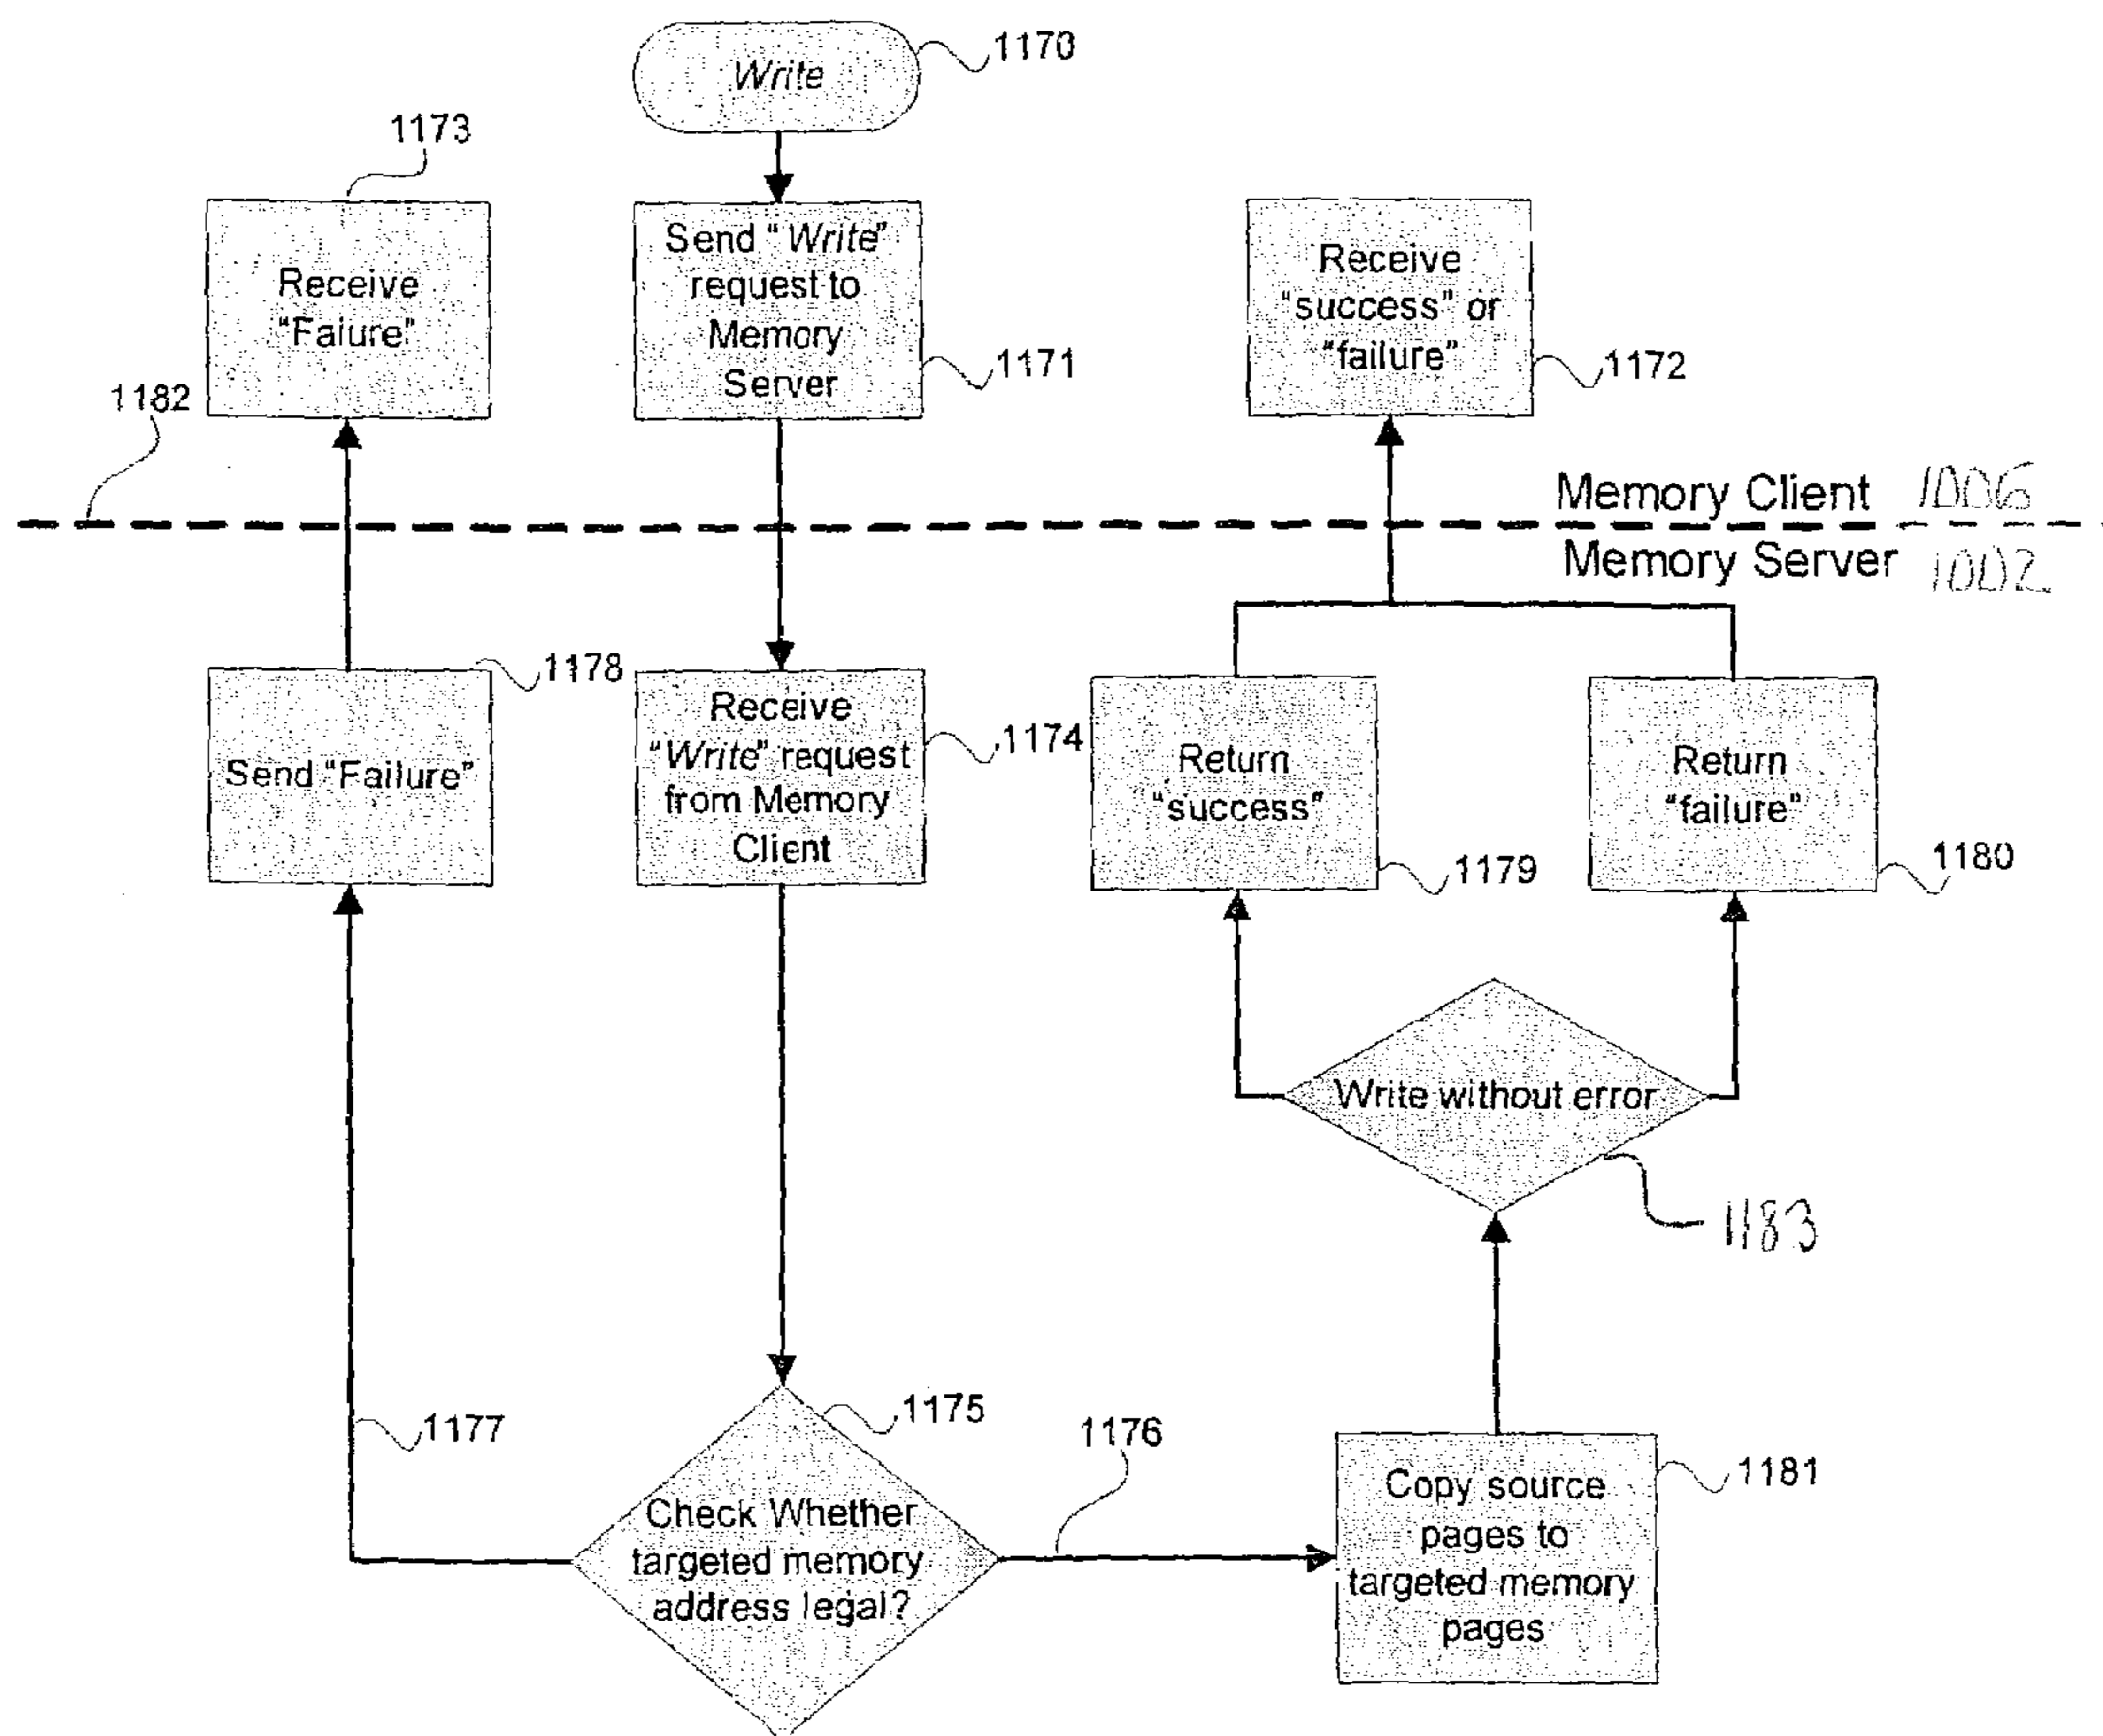 1170
Write
1173
Receive
"Faiure"
Send "Write"
request to
Memory
Server
1171
Receive
"success" or
"failure"
1172
1182
Memory Client 1006
Memory Server 1002
1178
Send "Failure"
Receive
"Write" request
from Memory
Client
1174
Return
"success"
1179
Return
"failure"
1180
Write without error
1183
1177
1175
Check Whether
targeted memory
address legal?
1176
Copy source
pages to
targeted memory
pages
1181